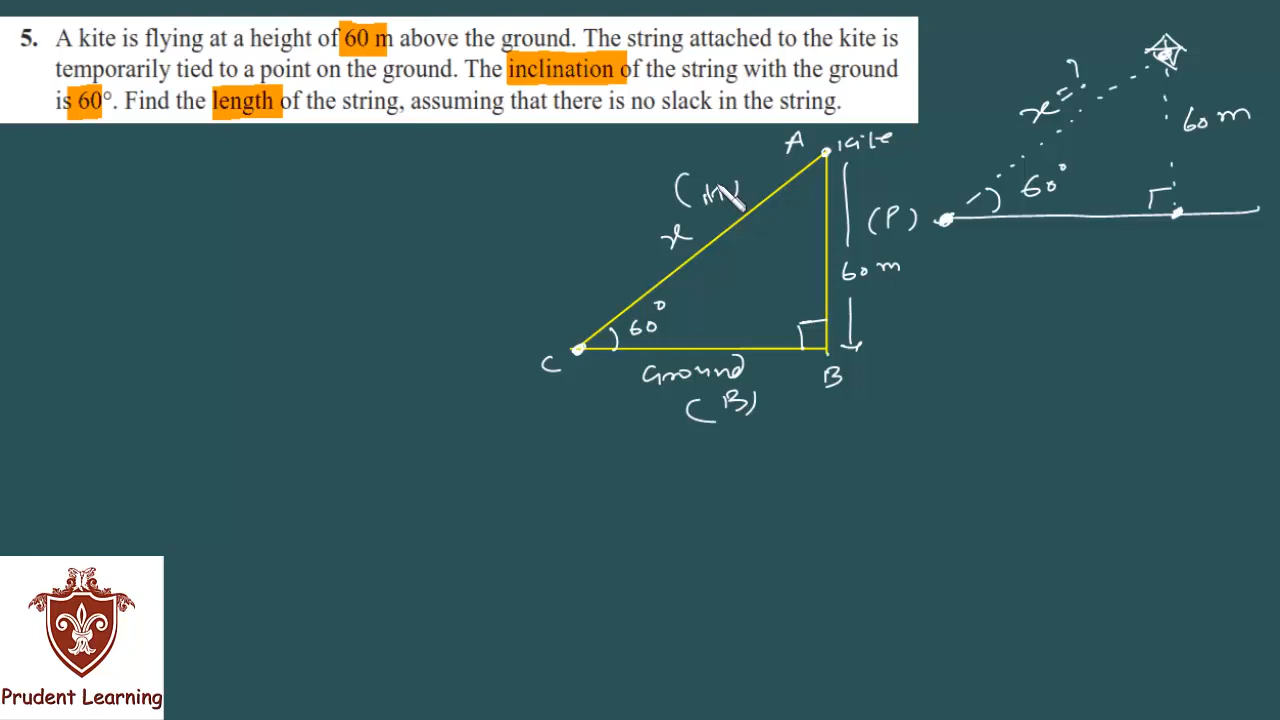 5. A kite is flying at a height of 60 m above the ground. The string attached to the kite is
temporarily tied to a point on the ground. The inclination of the string with the ground
is 60°. Find the length of the string, assuming that there is no slack in the string.
x = ?
60 m
60°
A Kite
(H)
(P)
x
60 m
60°
C
Ground
B
(B)
Prudent Learning